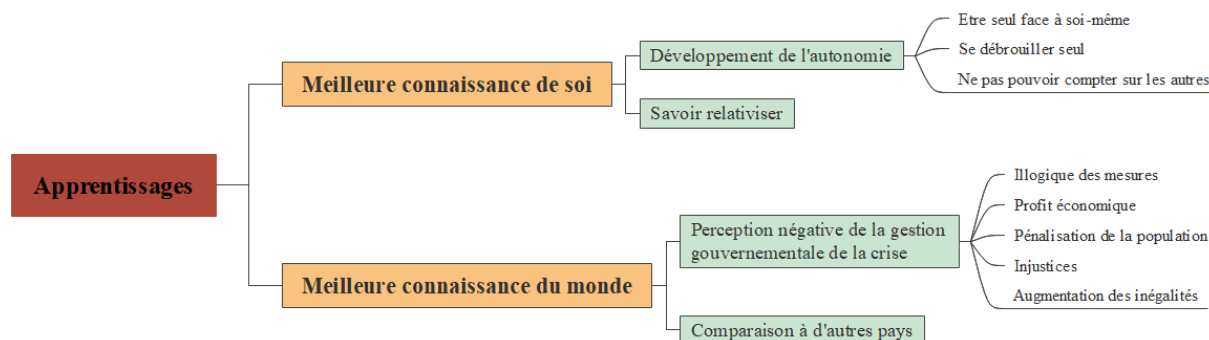 Apprentissages
Meilleure connaissance de soi
Développement de l'autonomie
Etre seul face à soi-même
Se débrouiller seul
Ne pas pouvoir compter sur les autres
Savoir relativiser
Meilleure connaissance du monde
Perception négative de la gestion
gouvernementale de la crise
Illogique des mesures
Profit économique
Pénalisation de la population
Injustices
Augmentation des inégalités
Comparaison à d'autres pays